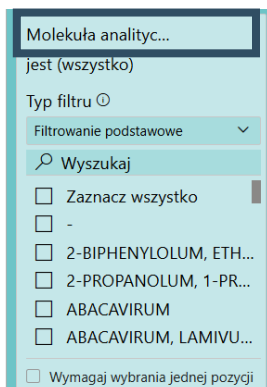 Molekuła analityc...
jest (wszystko)
Typ filtru
Filtrowanie podstawowe
Wyszukaj
Zaznacz wszystko
-
2-BIPHENYLOLUM, ETH...
2-PROPANOLUM, 1-PR...
ABACAVIRUM
ABACAVIRUM, LAMIVU...
Wymagaj wybrania jednej pozycji